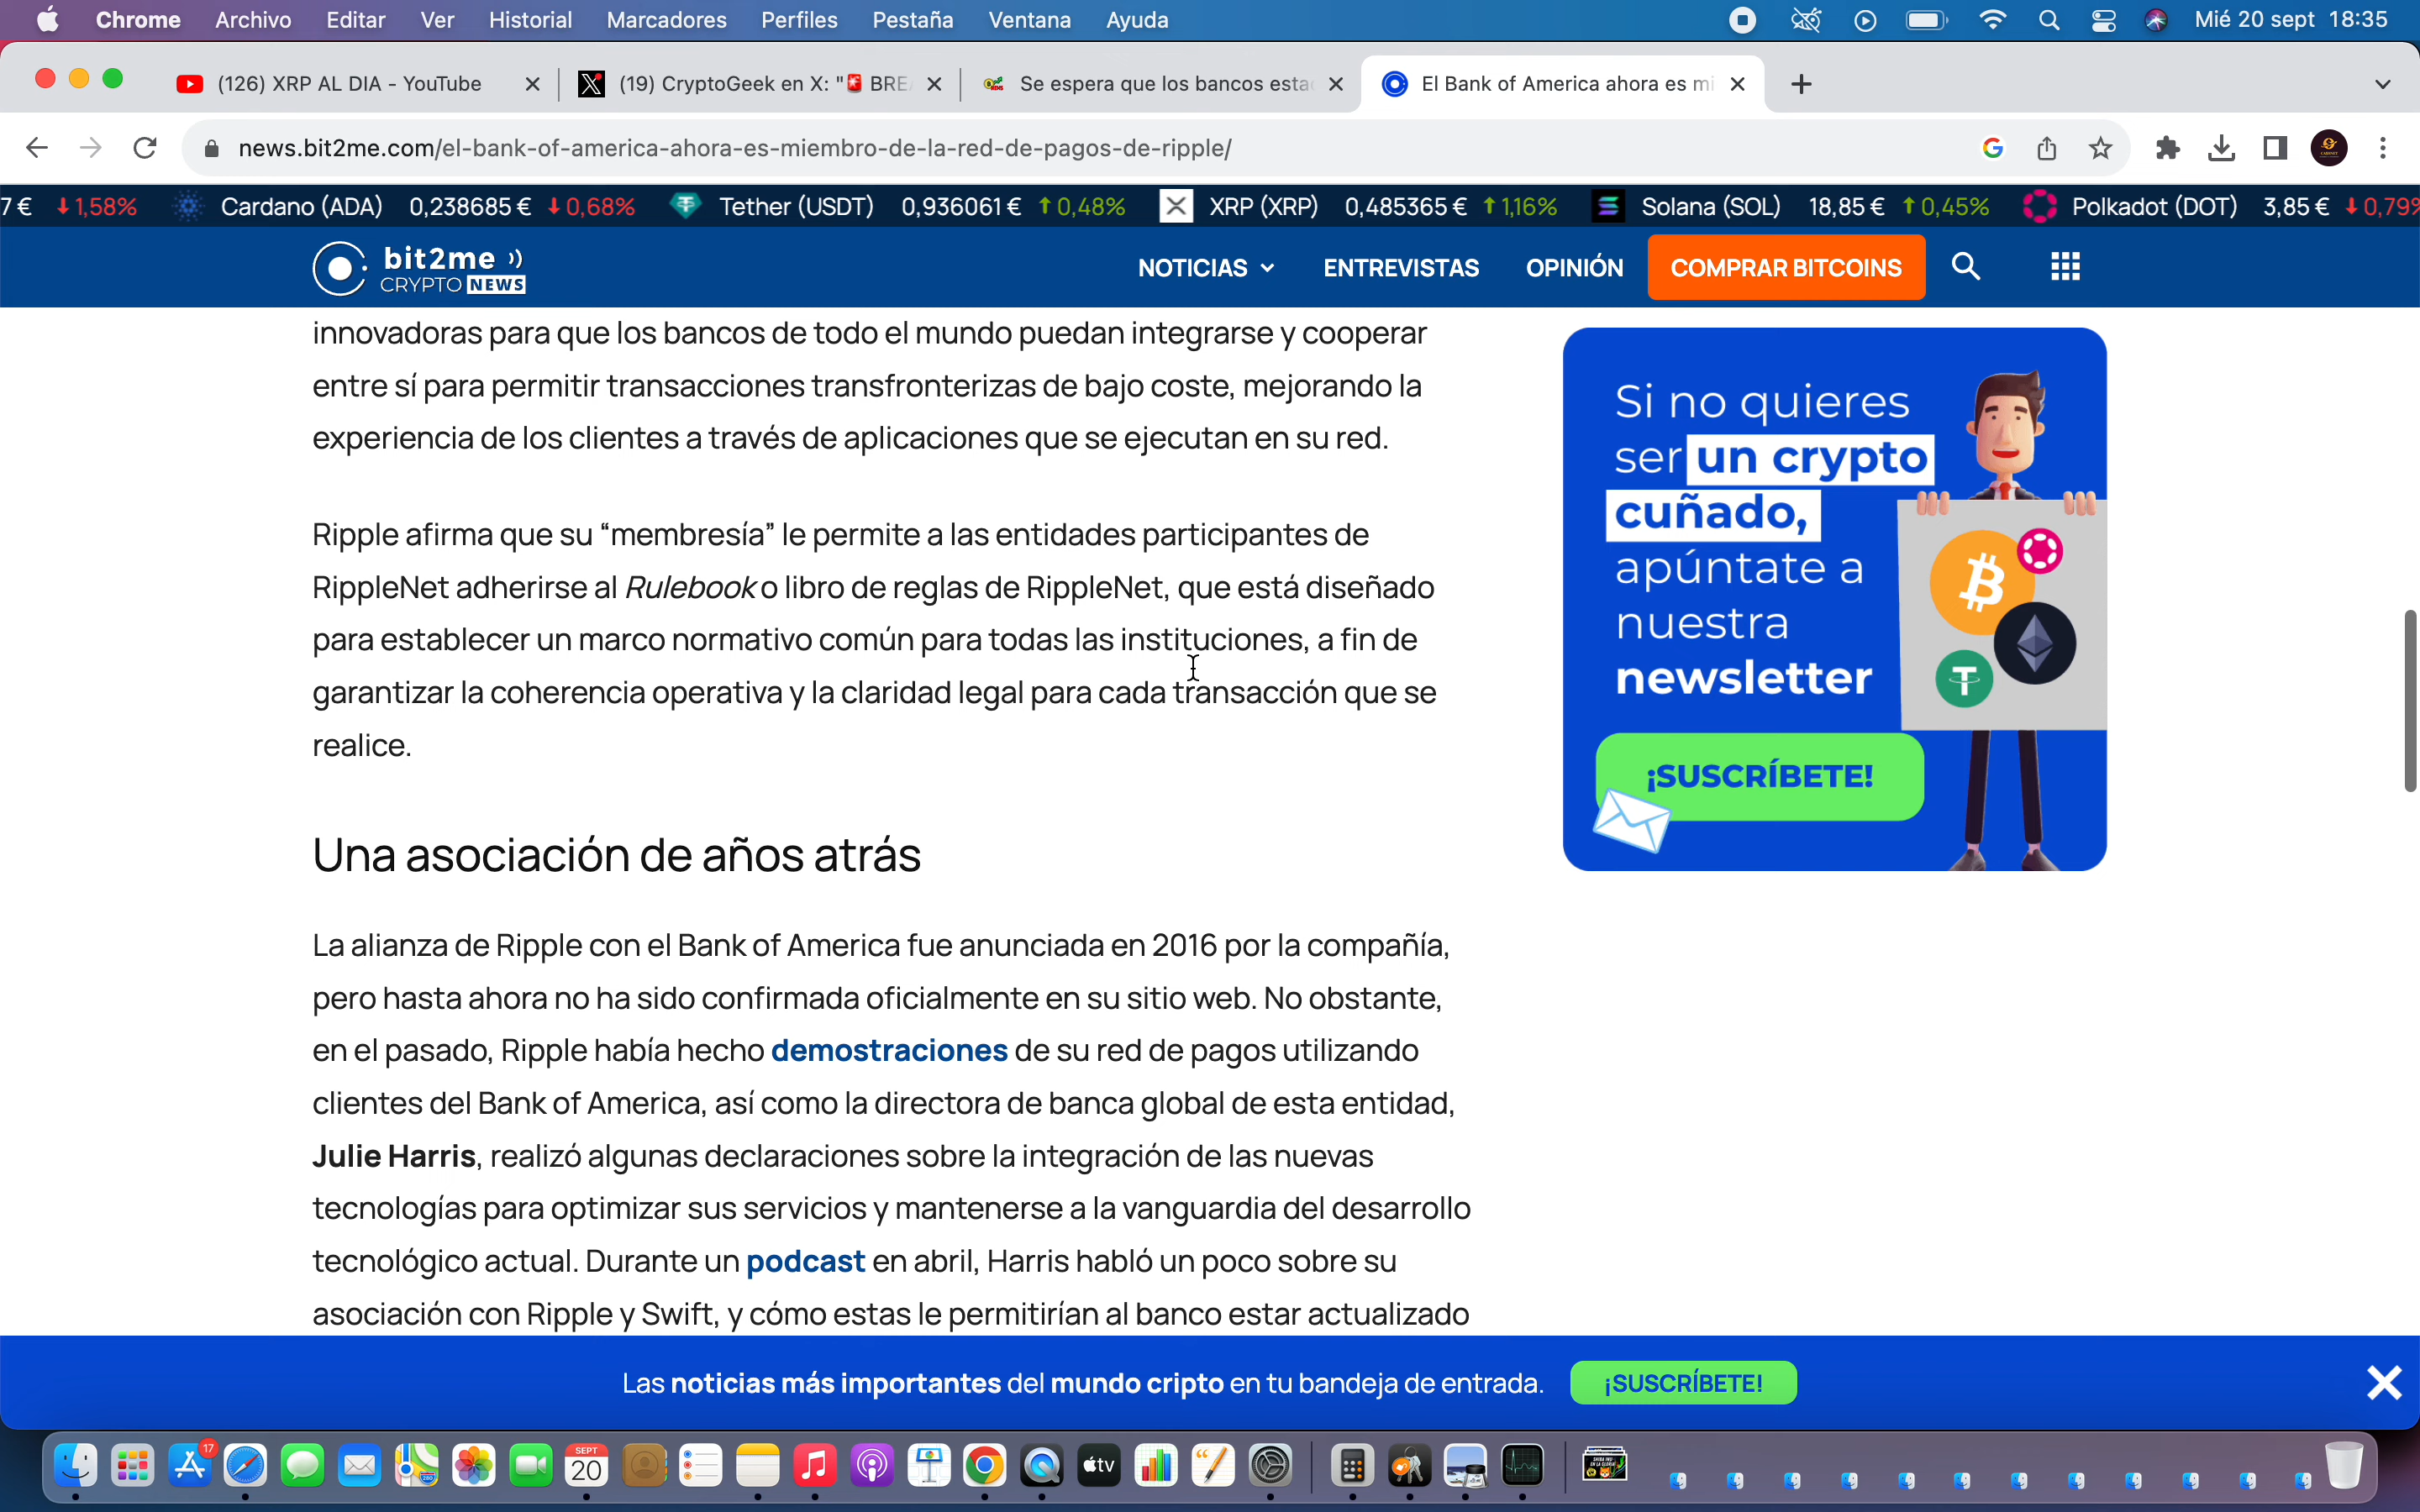 Chrome Archivo Editar Ver Historial Marcadores Perfiles Pestaña Ventana Ayuda Mié 20 sept 18:35
(126) XRP AL DIA - YouTube (19) CryptoGeek en X: "🚨 BREA Se espera que los bancos esta El Bank of America ahora es mi
news.bit2me.com/el-bank-of-america-ahora-es-miembro-de-la-red-de-pagos-de-ripple/
7 € 1,58% Cardano (ADA) 0,238685 € 0,68% Tether (USDT) 0,936061 € 0,48% XRP (XRP) 0,485365 € 1,16% Solana (SOL) 18,85 € 0,45% Polkadot (DOT) 3,85 € 0,79%
bit2me
CRYPTO NEWS
NOTICIAS ENTREVISTAS OPINIÓN COMPRAR BITCOINS
innovadoras para que los bancos de todo el mundo puedan integrarse y cooperar
entre sí para permitir transacciones transfronterizas de bajo coste, mejorando la
experiencia de los clientes a través de aplicaciones que se ejecutan en su red.
Ripple afirma que su “membresía” le permite a las entidades participantes de
RippleNet adherirse al Rulebook o libro de reglas de RippleNet, que está diseñado
para establecer un marco normativo común para todas las instituciones, a fin de
garantizar la coherencia operativa y la claridad legal para cada transacción que se
realice.
Una asociación de años atrás
La alianza de Ripple con el Bank of America fue anunciada en 2016 por la compañía,
pero hasta ahora no ha sido confirmada oficialmente en su sitio web. No obstante,
en el pasado, Ripple había hecho demostraciones de su red de pagos utilizando
clientes del Bank of America, así como la directora de banca global de esta entidad,
Julie Harris, realizó algunas declaraciones sobre la integración de las nuevas
tecnologías para optimizar sus servicios y mantenerse a la vanguardia del desarrollo
tecnológico actual. Durante un podcast en abril, Harris habló un poco sobre su
asociación con Ripple y Swift, y cómo estas le permitirían al banco estar actualizado
Si no quieres
ser un crypto
cuñado,
apúntate a
nuestra
newsletter
¡SUSCRÍBETE!
Las noticias más importantes del mundo cripto en tu bandeja de entrada. ¡SUSCRÍBETE!
17
SEPT
20
tv